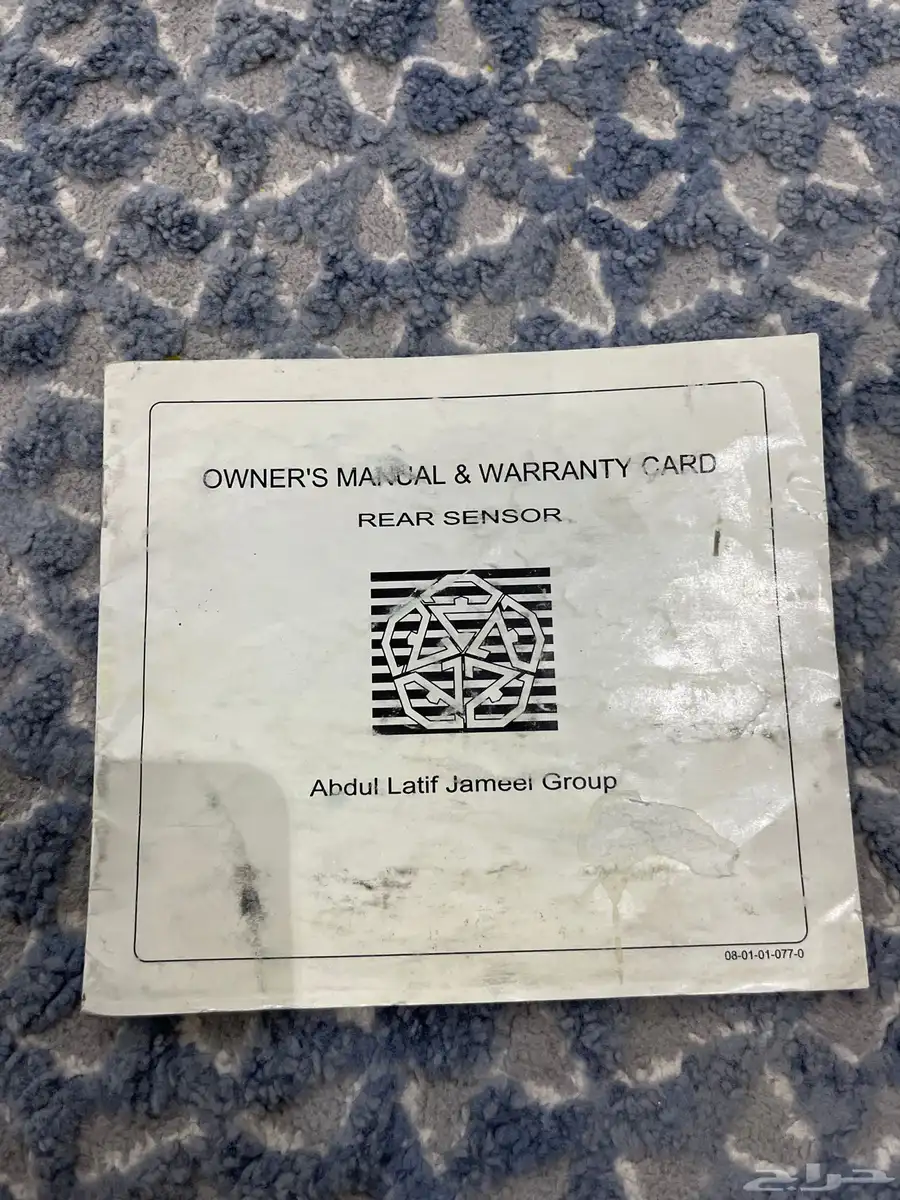 OWNER'S MANUAL & WARRANTY CARD
REAR SENSOR
Abdul Latif Jameel Group
08-01-01-077-0
حراج